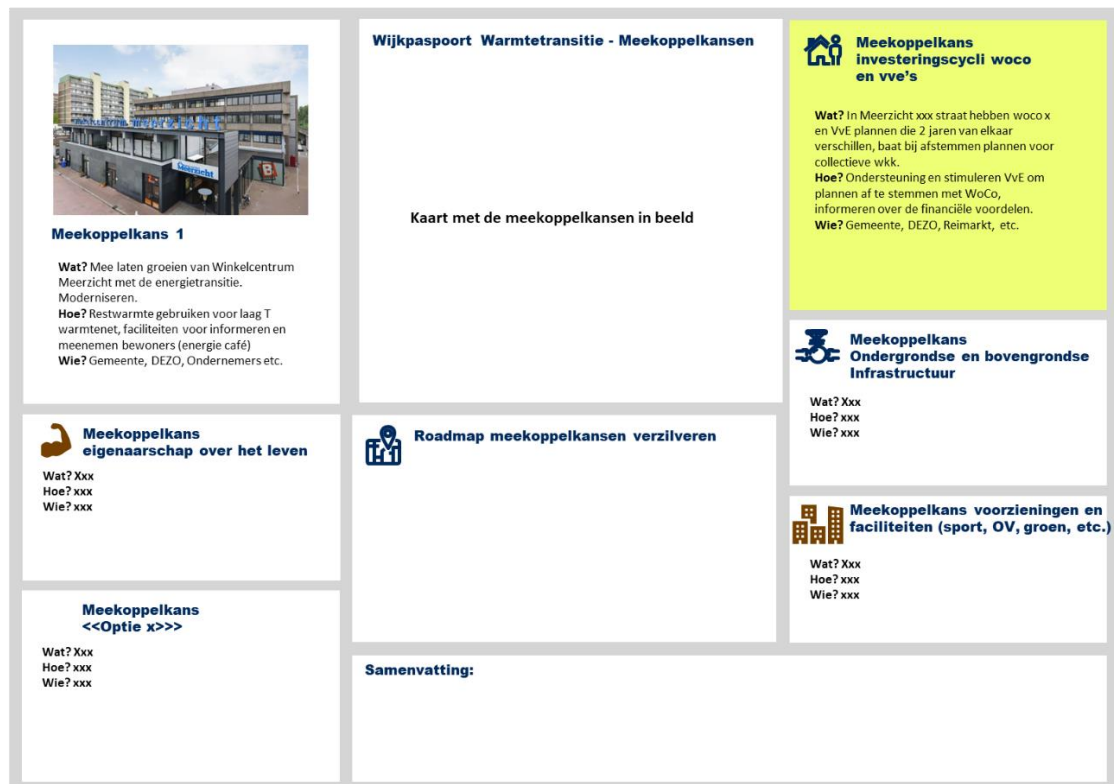 winkelcentrum meerzicht
Meerzicht
Meekoppelkans 1
Wat? Mee laten groeien van Winkelcentrum
Meerzicht met de energietransitie.
Moderniseren.
Hoe? Restwarmte gebruiken voor laag T
warmtenet, faciliteiten voor informeren en
meenemen bewoners (energie café)
Wie? Gemeente, DEZO, Ondernemers etc.
Meekoppelkans
eigenaarschap over het leven
Wat? Xxx
Hoe? xxx
Wie? xxx
Meekoppelkans
<<Optie x>>>
Wat? Xxx
Hoe? xxx
Wie? xxx
Wijkpaspoort Warmtetransitie - Meekoppelkansen
Kaart met de meekoppelkansen in beeld
Roadmap meekoppelkansen verzilveren
Samenvatting:
Meekoppelkans
investeringscycli woco
en vve's
Wat? In Meerzicht xxx straat hebben woco x
en VvE plannen die 2 jaren van elkaar
verschillen, baat bij afstemmen plannen voor
collectieve wkk.
Hoe? Ondersteuning en stimuleren VvE om
plannen af te stemmen met WoCo,
informeren over de financiële voordelen.
Wie? Gemeente, DEZO, Reimarkt, etc.
Meekoppelkans
Ondergrondse en bovengrondse
Infrastructuur
Wat? Xxx
Hoe? xxx
Wie? xxx
Meekoppelkans voorzieningen en
faciliteiten (sport, OV, groen, etc.)
Wat? Xxx
Hoe? xxx
Wie? xxx